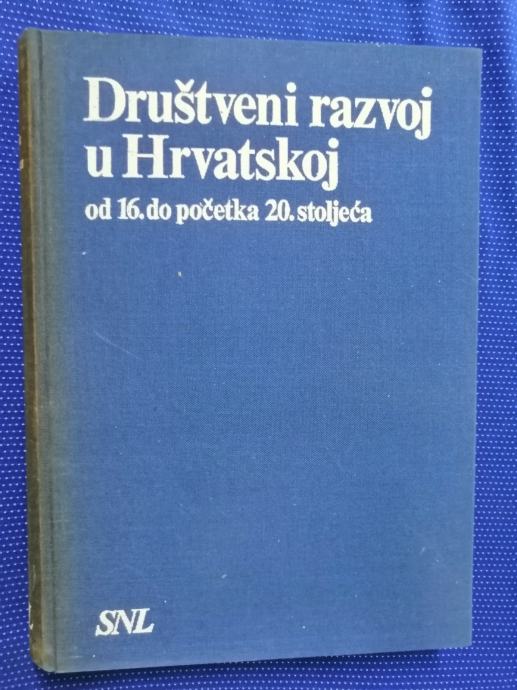 Društveni razvoj
u Hrvatskoj
od 16. do početka 20. stoljeća
SNL